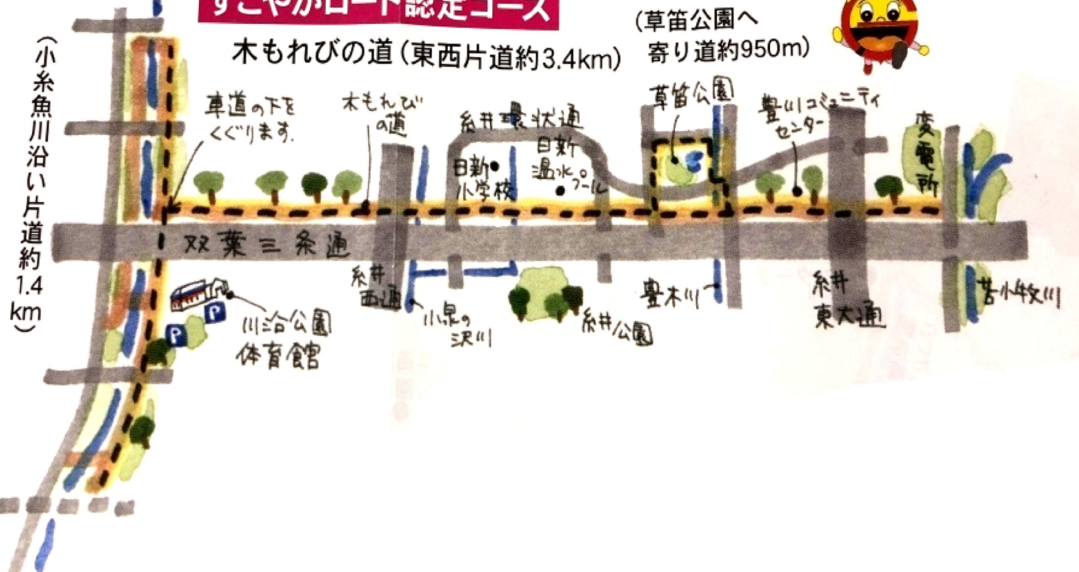 すこやかロード認定コース
木もれびの道(東西片道約3.4km)
(草笛公園へ
寄り道約950m)
(小糸魚川沿い片道約1.4km)
車道の下を
くぐります。
木もれび
の道
糸井環状通
日新
小学校
日新
温水プール
草笛公園
豊川コミュニティ
センター
変電所
双葉三条通
川沿公園
体育館
P
P
糸井
西通
小泉の
沢川
糸井公園
豊木川
糸井
東大通
苫小牧川